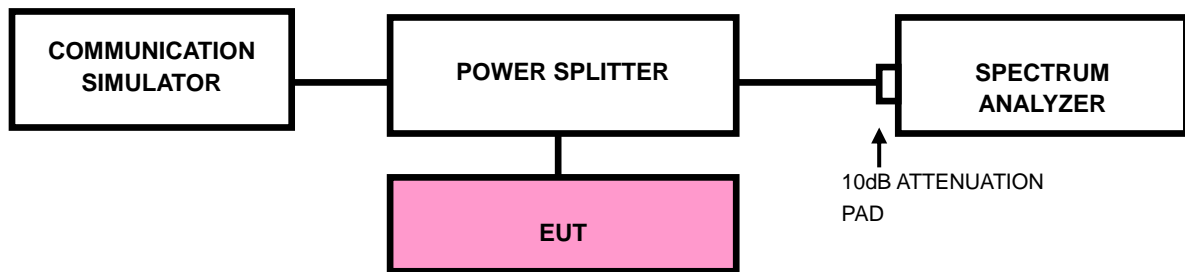 COMMUNICATION
SIMULATOR
POWER SPLITTER
SPECTRUM
ANALYZER
10dB ATTENUATION
PAD
EUT